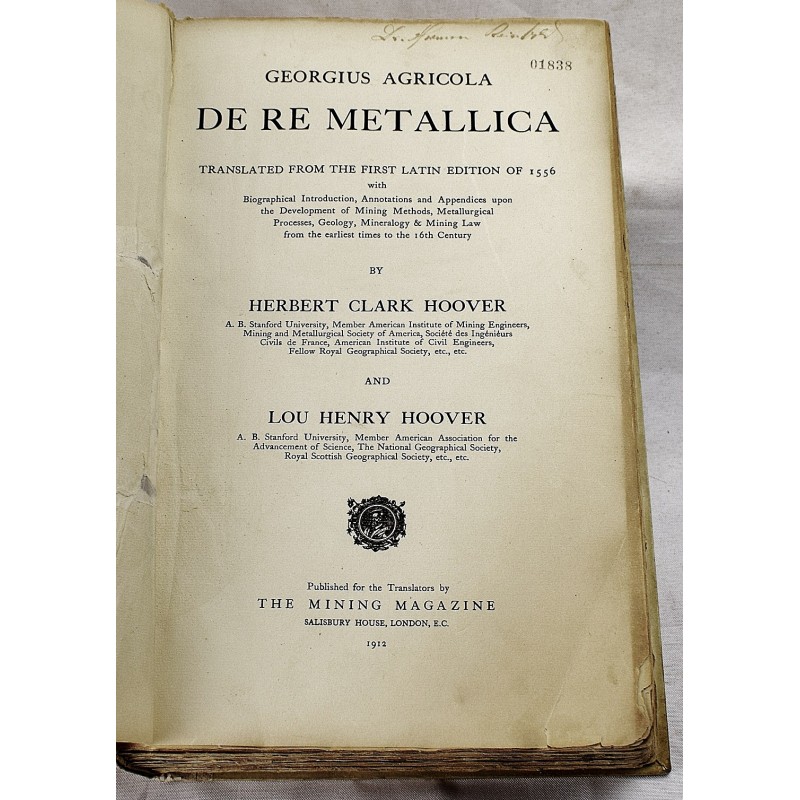 01838
GEORGIUS AGRICOLA
DE RE METALLICA
TRANSLATED FROM THE FIRST LATIN EDITION OF 1556
with
Biographical Introduction, Annotations and Appendices upon
the Development of Mining Methods, Metallurgical
Processes, Geology, Mineralogy & Mining Law
from the earliest times to the 16th Century
BY
HERBERT CLARK HOOVER
A. B. Stanford University, Member American Institute of Mining Engineers,
Mining and Metallurgical Society of America, Société des Ingéniéurs
Civils de France, American Institute of Civil Engineers,
Fellow Royal Geographical Society, etc., etc.
AND
LOU HENRY HOOVER
A. B. Stanford University, Member American Association for the
Advancement of Science, The National Geographical Society,
Royal Scottish Geographical Society, etc., etc.
Published for the Translators by
THE MINING MAGAZINE
SALISBURY HOUSE, LONDON, E.C.
1912